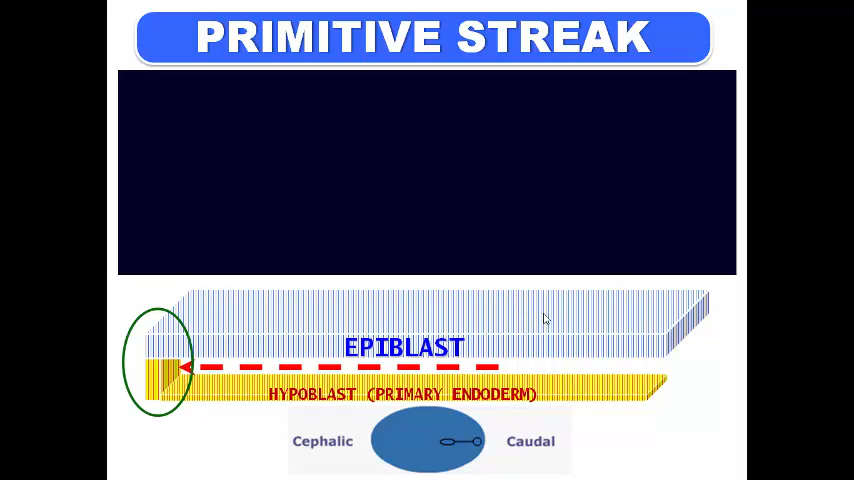 PRIMITIVE STREAK
EPIBLAST
HYPOBLAST (PRIMARY ENDODERM)
Cephalic
Caudal